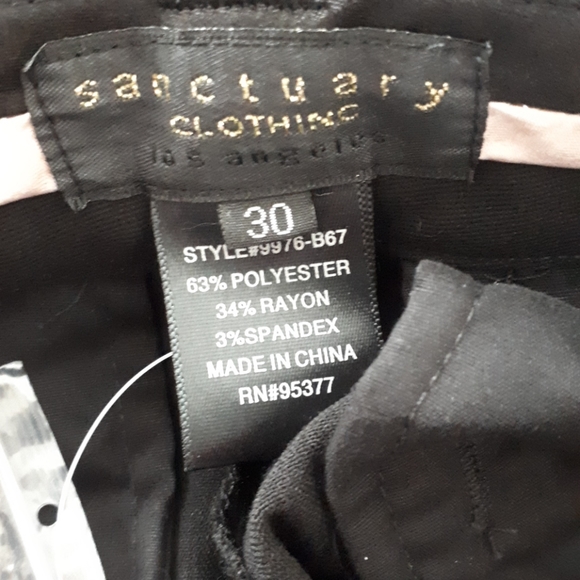 sanctuary
CLOTHING
los angeles
30
STYLE#9976-B67
63% POLYESTER
34% RAYON
3%SPANDEX
MADE IN CHINA
RN#95377